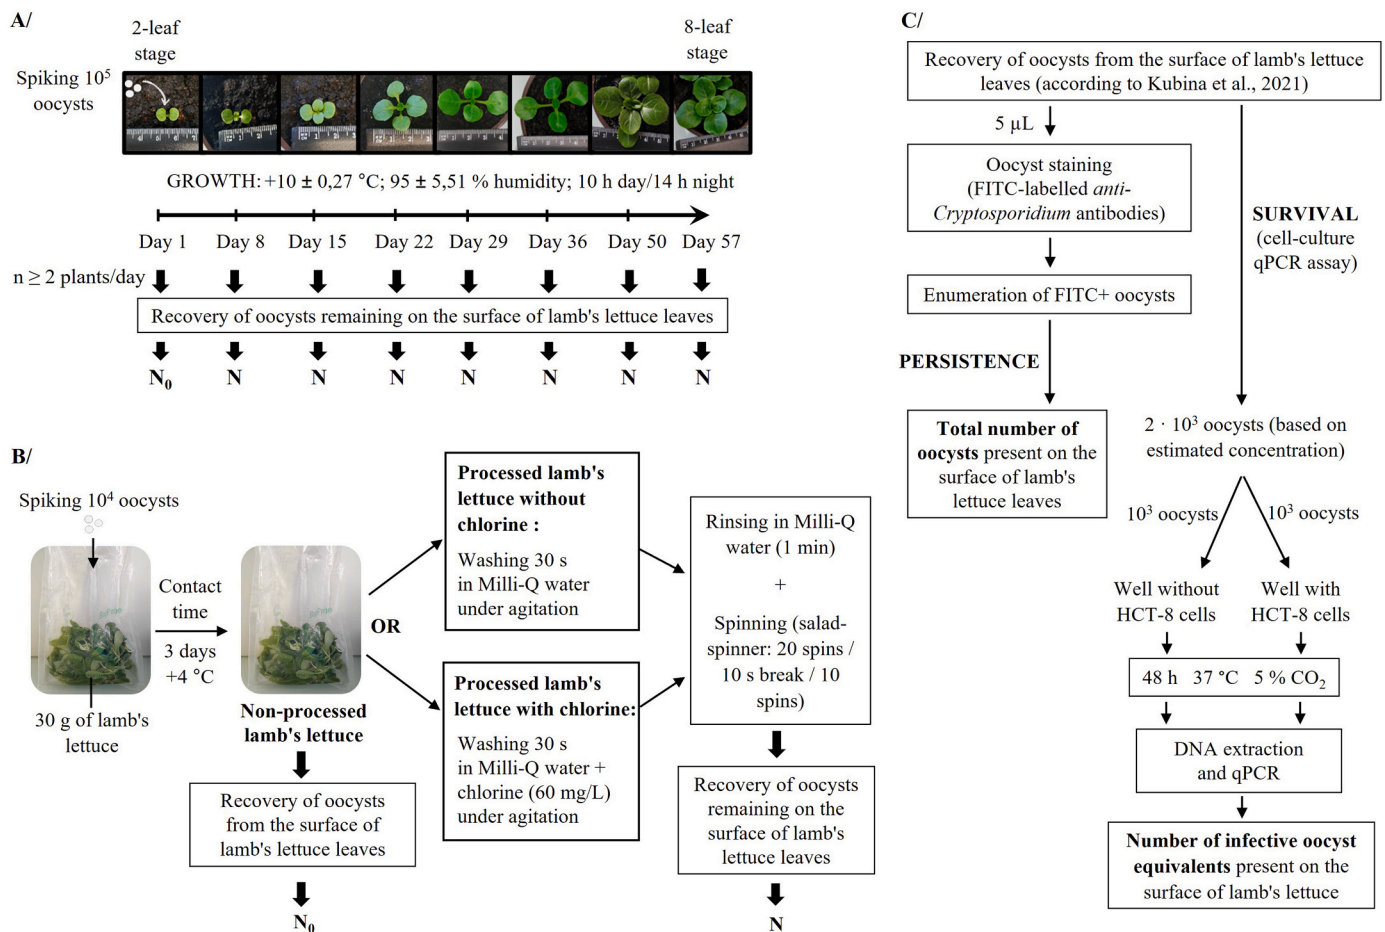 A/
2-leaf
stage
8-leaf
stage
Spiking 10⁵
oocysts
GROWTH: +10 ± 0,27 °C; 95 ± 5,51 % humidity; 10 h day/14 h night
Day 1 Day 8 Day 15 Day 22 Day 29 Day 36 Day 50 Day 57
n ≥ 2 plants/day
Recovery of oocysts remaining on the surface of lamb's lettuce leaves
N₀ N N N N N N N
B/
Spiking 10⁴ oocysts
Contact
time
3 days
+4 °C
30 g of lamb's
lettuce
Non-processed
lamb's lettuce
Recovery of oocysts
from the surface of
lamb's lettuce leaves
N₀
OR
Processed lamb's
lettuce without
chlorine :
Washing 30 s
in Milli-Q water
under agitation
Processed lamb's
lettuce with chlorine:
Washing 30 s
in Milli-Q water +
chlorine (60 mg/L)
under agitation
Rinsing in Milli-Q
water (1 min)
+
Spinning (salad-
spinner: 20 spins /
10 s break / 10
spins)
Recovery of oocysts
remaining on the
surface of lamb's
lettuce leaves
N
C/
Recovery of oocysts from the surface of lamb's lettuce
leaves (according to Kubina et al., 2021)
5 µL
Oocyst staining
(FITC-labelled anti-
Cryptosporidium antibodies)
Enumeration of FITC+ oocysts
PERSISTENCE
Total number of
oocysts present on the
surface of lamb's
lettuce leaves
SURVIVAL
(cell-culture
qPCR assay)
2 · 10³ oocysts (based on
estimated concentration)
10³ oocysts 10³ oocysts
Well without
HCT-8 cells
Well with
HCT-8 cells
48 h 37 °C 5 % CO₂
DNA extraction
and qPCR
Number of infective oocyst
equivalents present on the
surface of lamb's lettuce